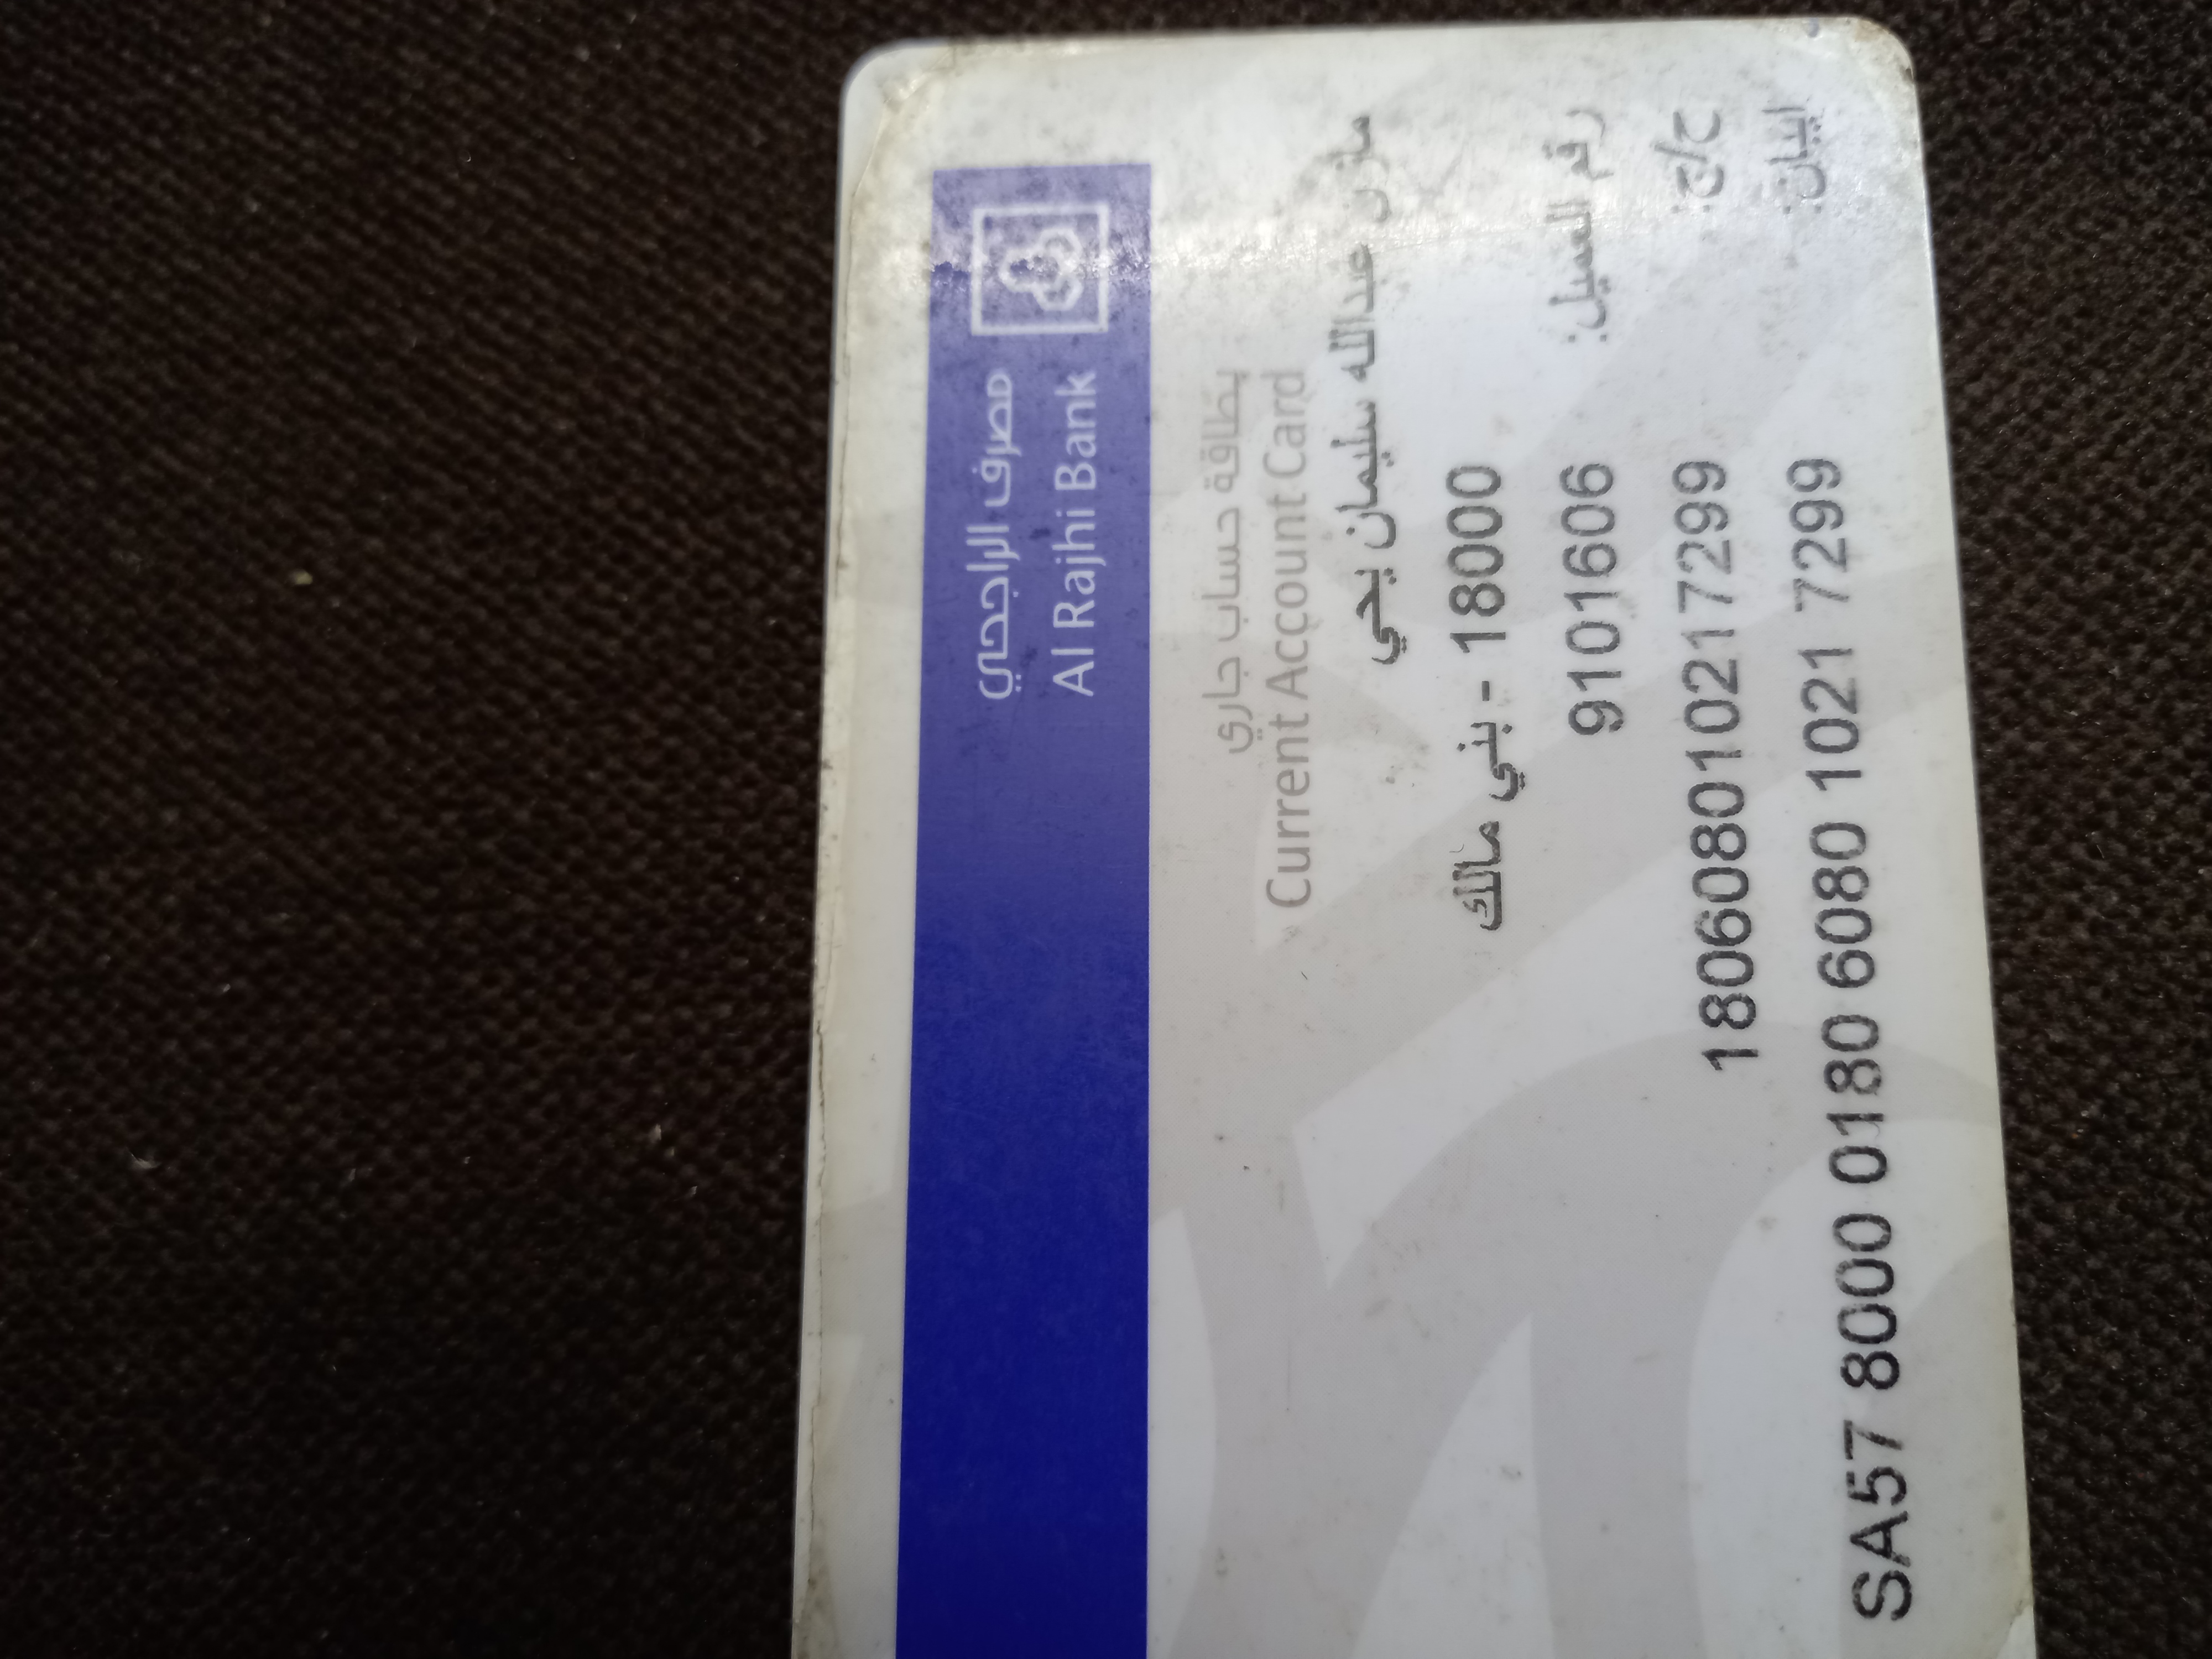 مصرف الراجحي
Al Rajhi Bank
بطاقة حساب جاري
Current Account Card
مازن عبدالله سليمان يحي
18000 - بني مالك
رقم العميل: 9101606
ح/ج: 180608010217299
ايبان: SA57 8000 0180 6080 1021 7299